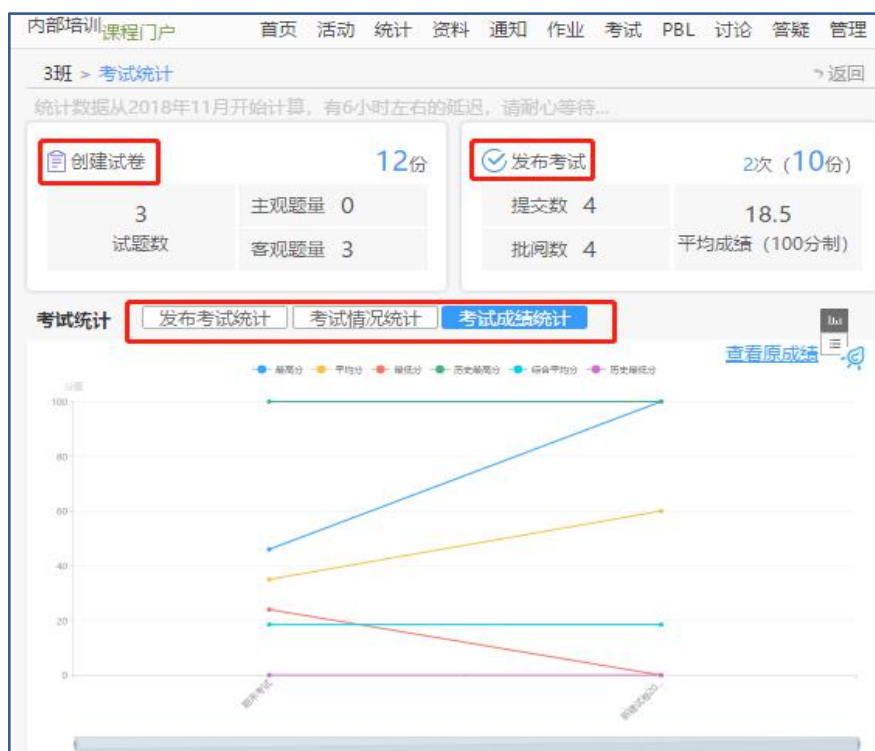 内部培训课程门户 首页 活动 统计 资料 通知 作业 考试 PBL 讨论 答疑 管理
3班 > 考试统计 返回
统计数据从2018年11月开始计算，有6小时左右的延迟，请耐心等待...
创建试卷 12份 发布考试 2次（10份）
3 主观题量 0 提交数 4 18.5
试题数 客观题量 3 批阅数 4 平均成绩（100分制）
考试统计 发布考试统计 考试情况统计 考试成绩统计
查看原成绩
最高分 平均分 最低分 历史最高分 综合平均分 历史最低分
分值
100
80
60
40
20
0
期末考试 新建试卷20...